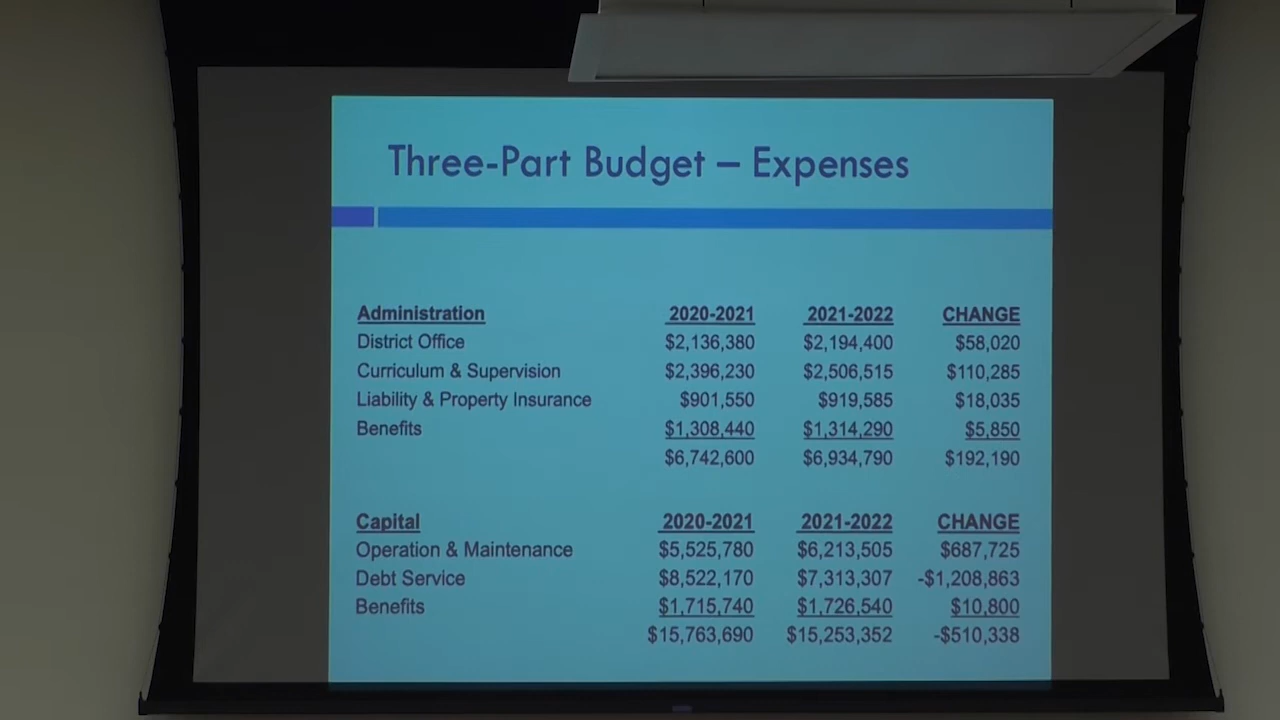 Three-Part Budget – Expenses
Administration 2020-2021 2021-2022 CHANGE
District Office $2,136,380 $2,194,400 $58,020
Curriculum & Supervision $2,396,230 $2,506,515 $110,285
Liability & Property Insurance $901,550 $919,585 $18,035
Benefits $1,308,440 $1,314,290 $5,850
$6,742,600 $6,934,790 $192,190
Capital 2020-2021 2021-2022 CHANGE
Operation & Maintenance $5,525,780 $6,213,505 $687,725
Debt Service $8,522,170 $7,313,307 -$1,208,863
Benefits $1,715,740 $1,726,540 $10,800
$15,763,690 $15,253,352 -$510,338